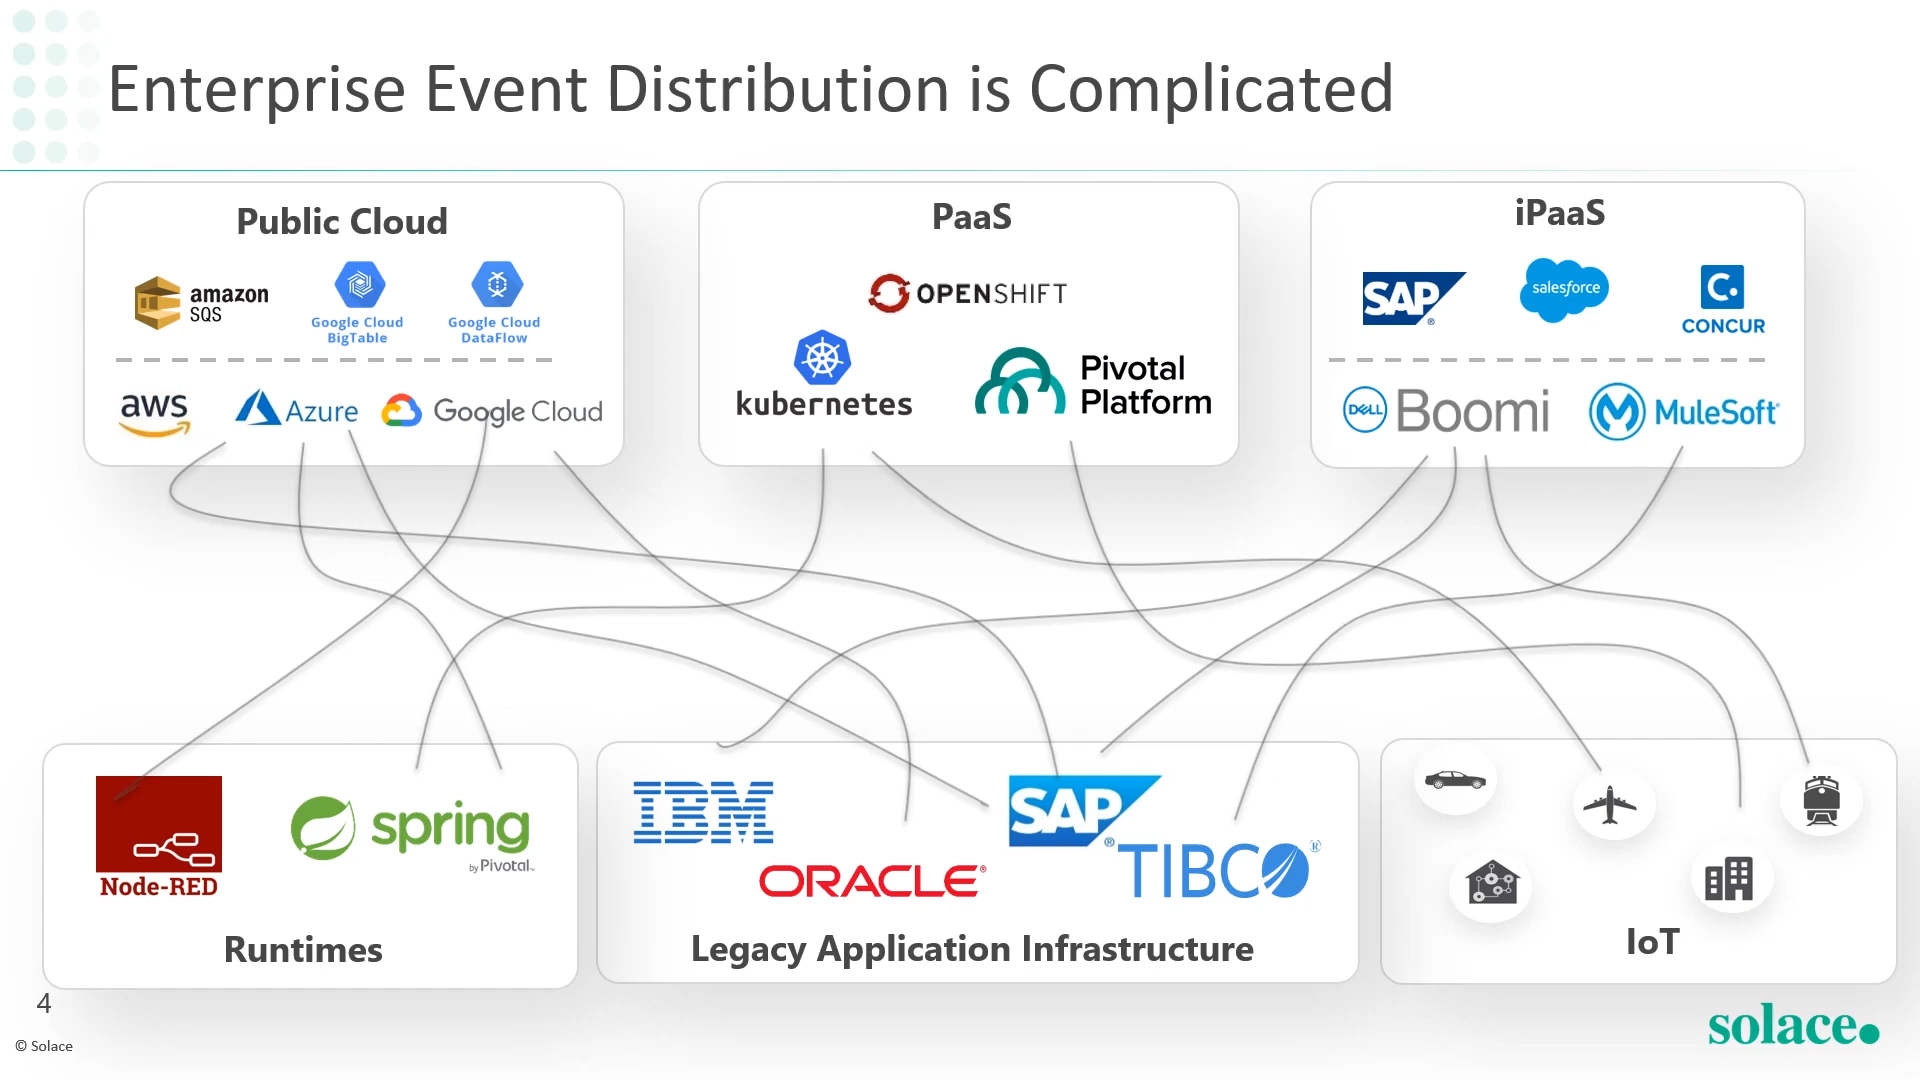 Enterprise Event Distribution is Complicated
Public Cloud
amazon
SQS
Google Cloud
BigTable
Google Cloud
DataFlow
aws
Azure
Google Cloud
PaaS
OPENSHIFT
kubernetes
Pivotal
Platform
iPaaS
SAP
®
salesforce
C.
CONCUR
DELL
Boomi
MuleSoft
Node-RED
spring
by Pivotal™
Runtimes
IBM
ORACLE®
SAP
®
TIBCO®
Legacy Application Infrastructure
IoT
4
© Solace
solace.